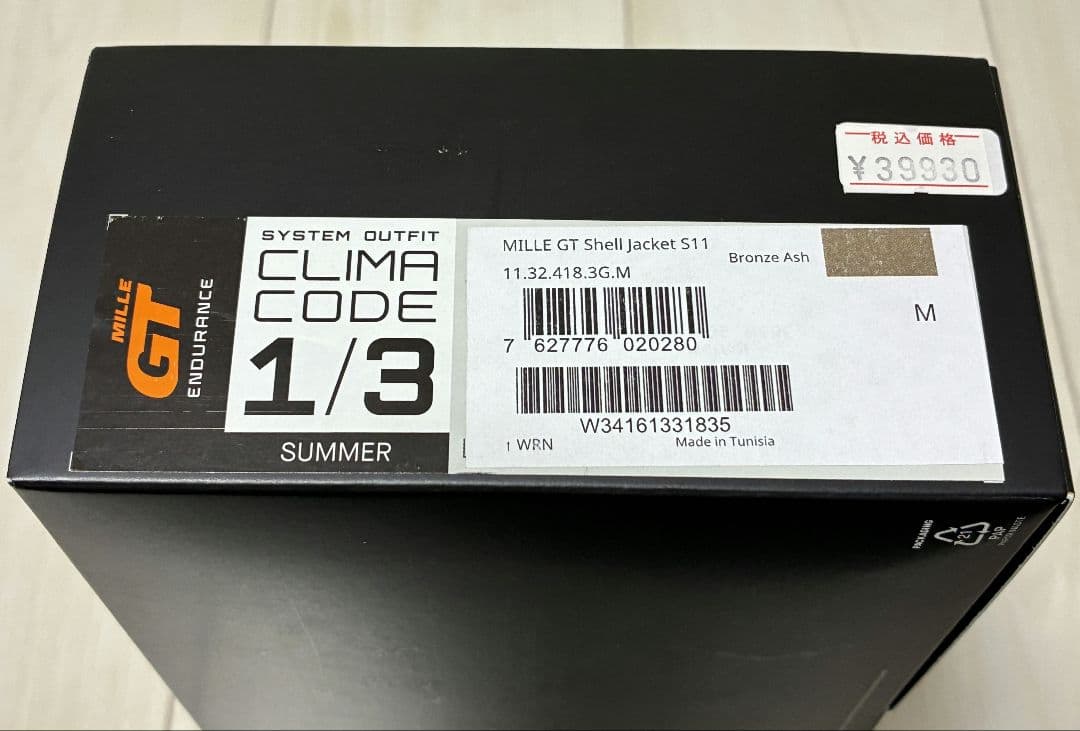 税込価格
¥39930
MILLE
GT
ENDURANCE
SYSTEM OUTFIT
CLIMA
CODE
1/3
SUMMER
MILLE GT Shell Jacket S11
Bronze Ash
11.32.418.3G.M
M
7 627776 020280
W34161331835
1 WRN
Made in Tunisia
PACKAGING
21
PAP